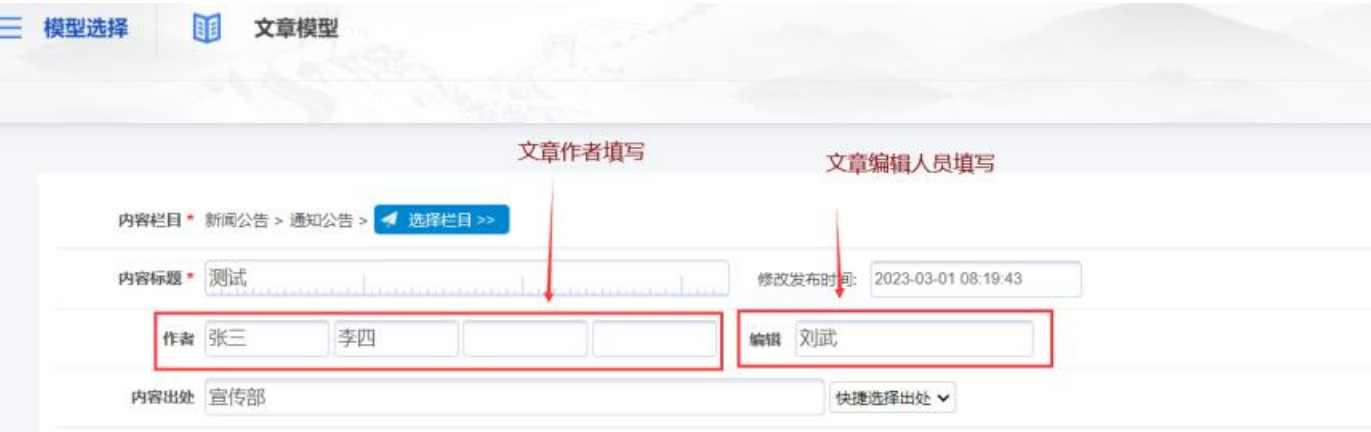 模型选择 文章模型
文章作者填写 文章编辑人员填写
内容栏目 * 新闻公告 > 通知公告 > 选择栏目 >>
内容标题 * 测试 修改发布时间: 2023-03-01 08:19:43
作者 张三 李四 编辑 刘武
内容出处 宣传部 快捷选择出处